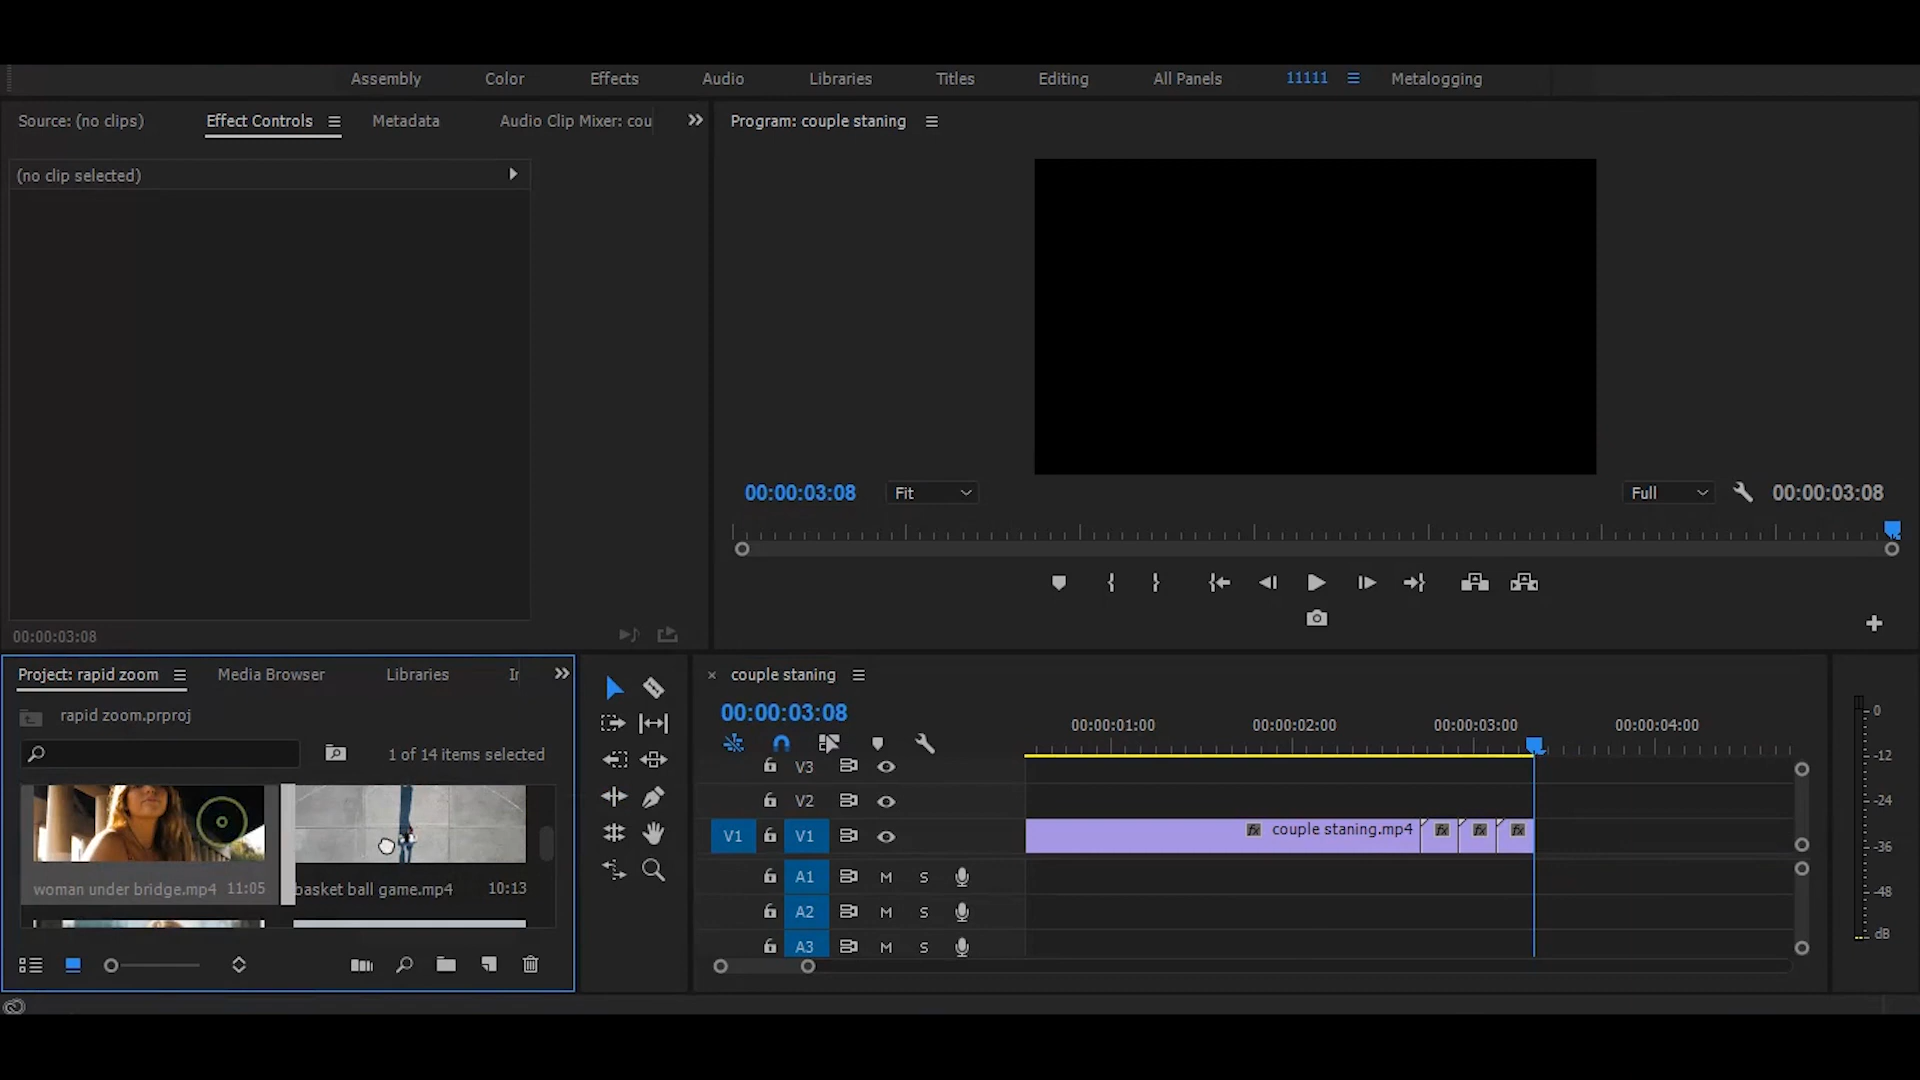 Assembly Color Effects Audio Libraries Titles Editing All Panels 11111 Metalogging
Source: (no clips) Effect Controls Metadata Audio Clip Mixer: cou
Program: couple staning
(no clip selected)
00:00:03:08 Fit Full 00:00:03:08
00:00:03:08
Project: rapid zoom Media Browser Libraries
rapid zoom.prproj
1 of 14 items selected
woman under bridge.mp4 11:05
basket ball game.mp4 10:13
couple staning
00:00:03:08
00:00:01:00 00:00:02:00 00:00:03:00 00:00:04:00
V3
V2
V1 V1
fx couple staning.mp4 fx fx fx
A1 M S
A2 M S
A3 M S
0
-12
-24
-36
-48
dB